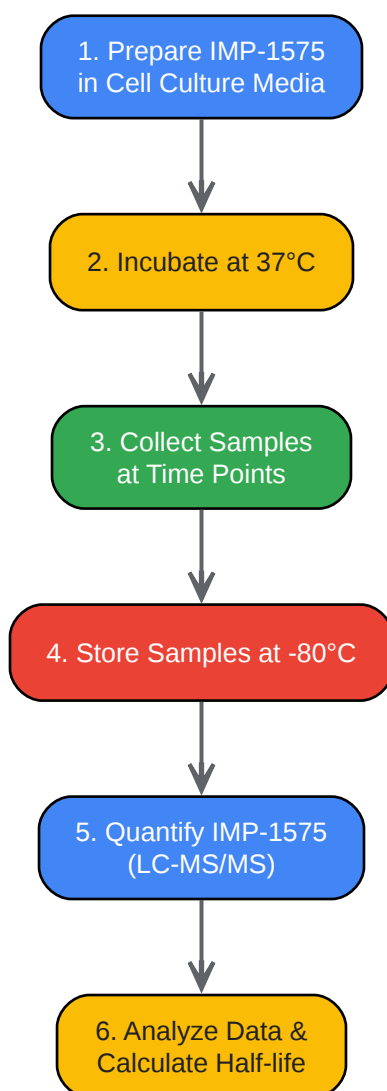 1. Prepare IMP-1575
in Cell Culture Media
2. Incubate at 37°C
3. Collect Samples
at Time Points
4. Store Samples at -80°C
5. Quantify IMP-1575
(LC-MS/MS)
6. Analyze Data &
Calculate Half-life